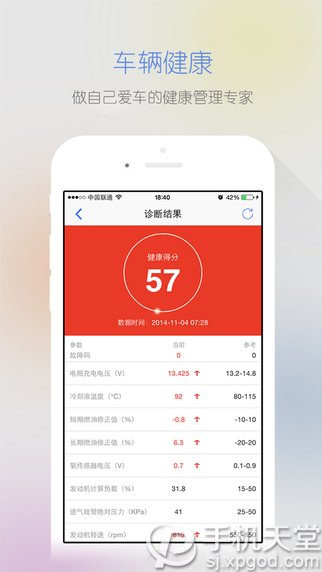 车辆健康
做自己爱车的健康管理专家
中国联通 18:40 42%
诊断结果
健康得分
57
数据时间：2014-11-04 07:28
参数 当前 参考
故障码 0 0
电瓶充电电压（V） 13.425 13.2-14.8
冷却液温度（℃） 92 80-115
短期燃油修正值（%） -0.8 -10-10
长期燃油修正值（%） 6.3 -20-20
氧传感器电压（V） 0.7 0.1-0.9
发动机计算负载（%） 31.8 15-50
进气歧管绝对压力（KPa） 41 25-50
发动机转速（rpm） 816 550-850
手机天堂
sj.xpgod.com